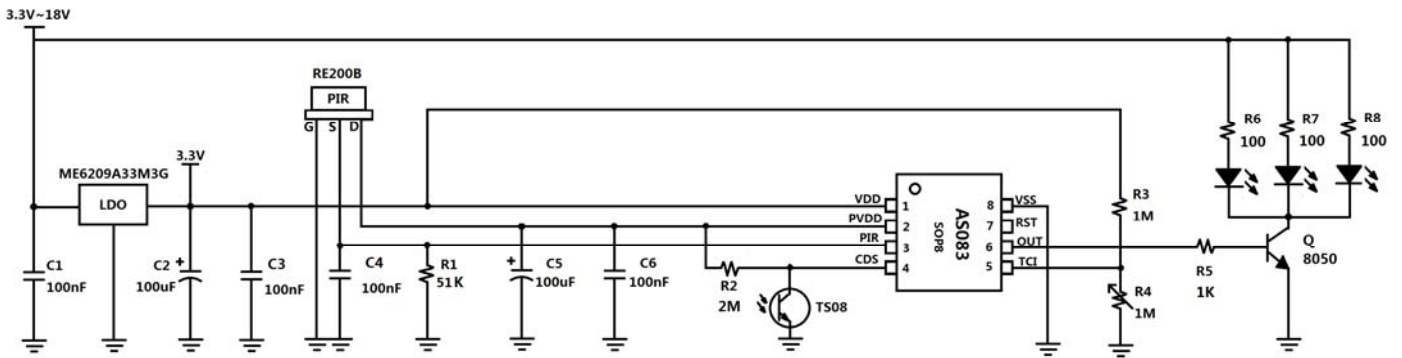 3.3V~18V
RE200B
PIR
G S D
3.3V
ME6209A33M3G
LDO
C1
100nF
C2
+
100uF
C3
100nF
C4
100nF
R1
51K
+
C5
100uF
C6
100nF
R2
2M
TS08
VDD
PVDD
PIR
CDS
1
2
3
4
AS083
SOP8
8
7
6
5
VSS
RST
OUT
TCI
R3
1M
R4
1M
R5
1K
R6
100
R7
100
R8
100
Q
8050